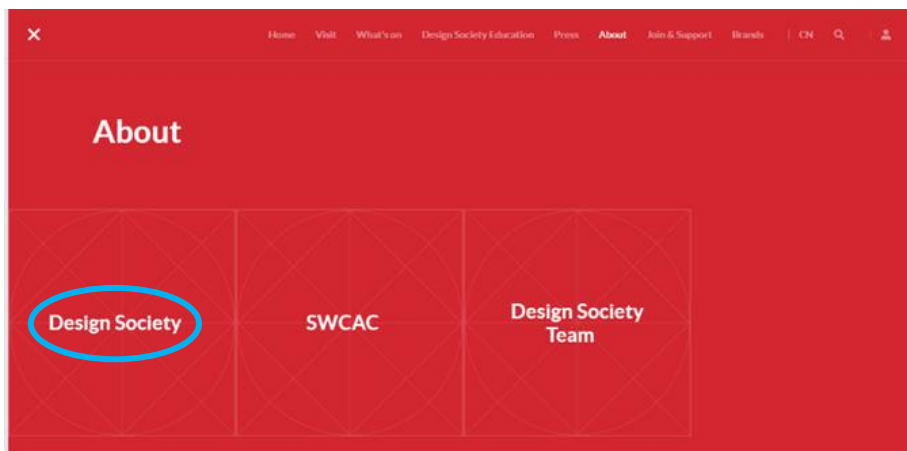 Home Visit What's on Design Society Education Press About Join & Support Brands CN
About
Design Society
SWCAC
Design Society
Team